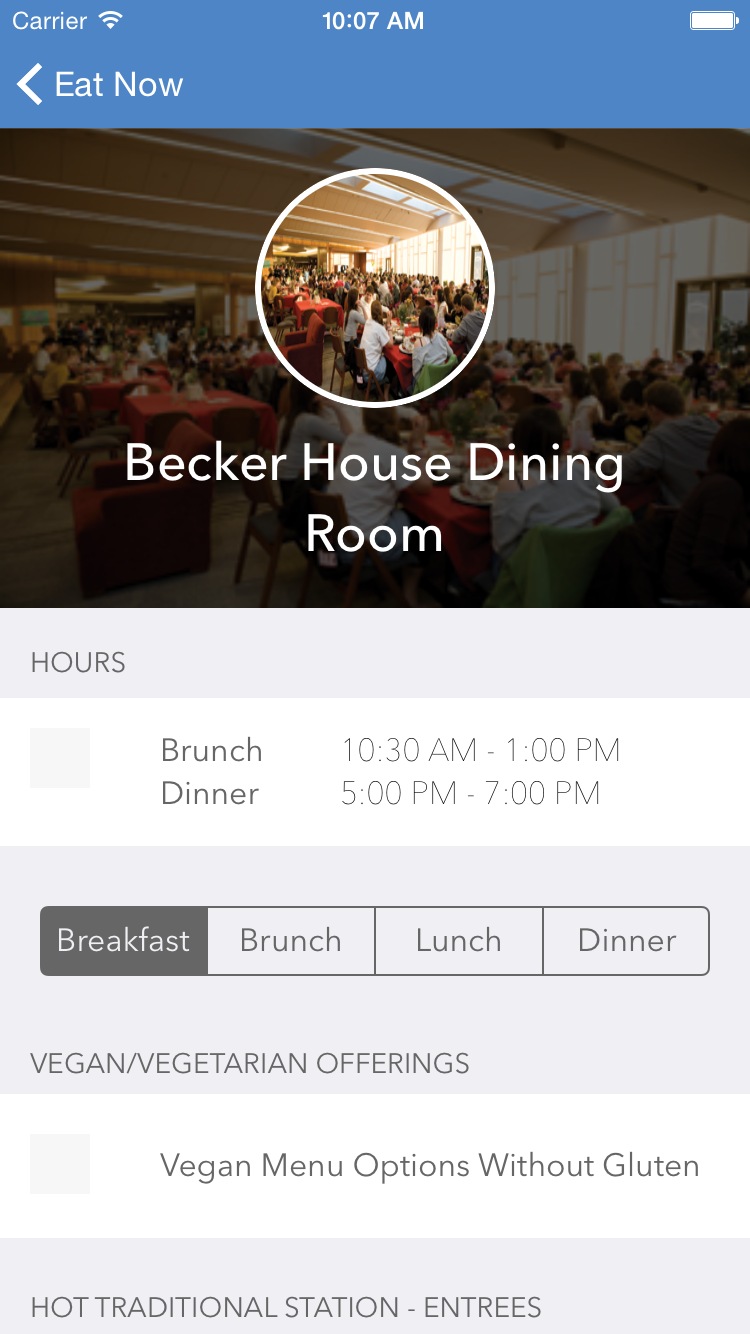 Carrier 10:07 AM
Eat Now
Becker House Dining
Room
HOURS
Brunch 10:30 AM - 1:00 PM
Dinner 5:00 PM - 7:00 PM
Breakfast Brunch Lunch Dinner
VEGAN/VEGETARIAN OFFERINGS
Vegan Menu Options Without Gluten
HOT TRADITIONAL STATION - ENTREES